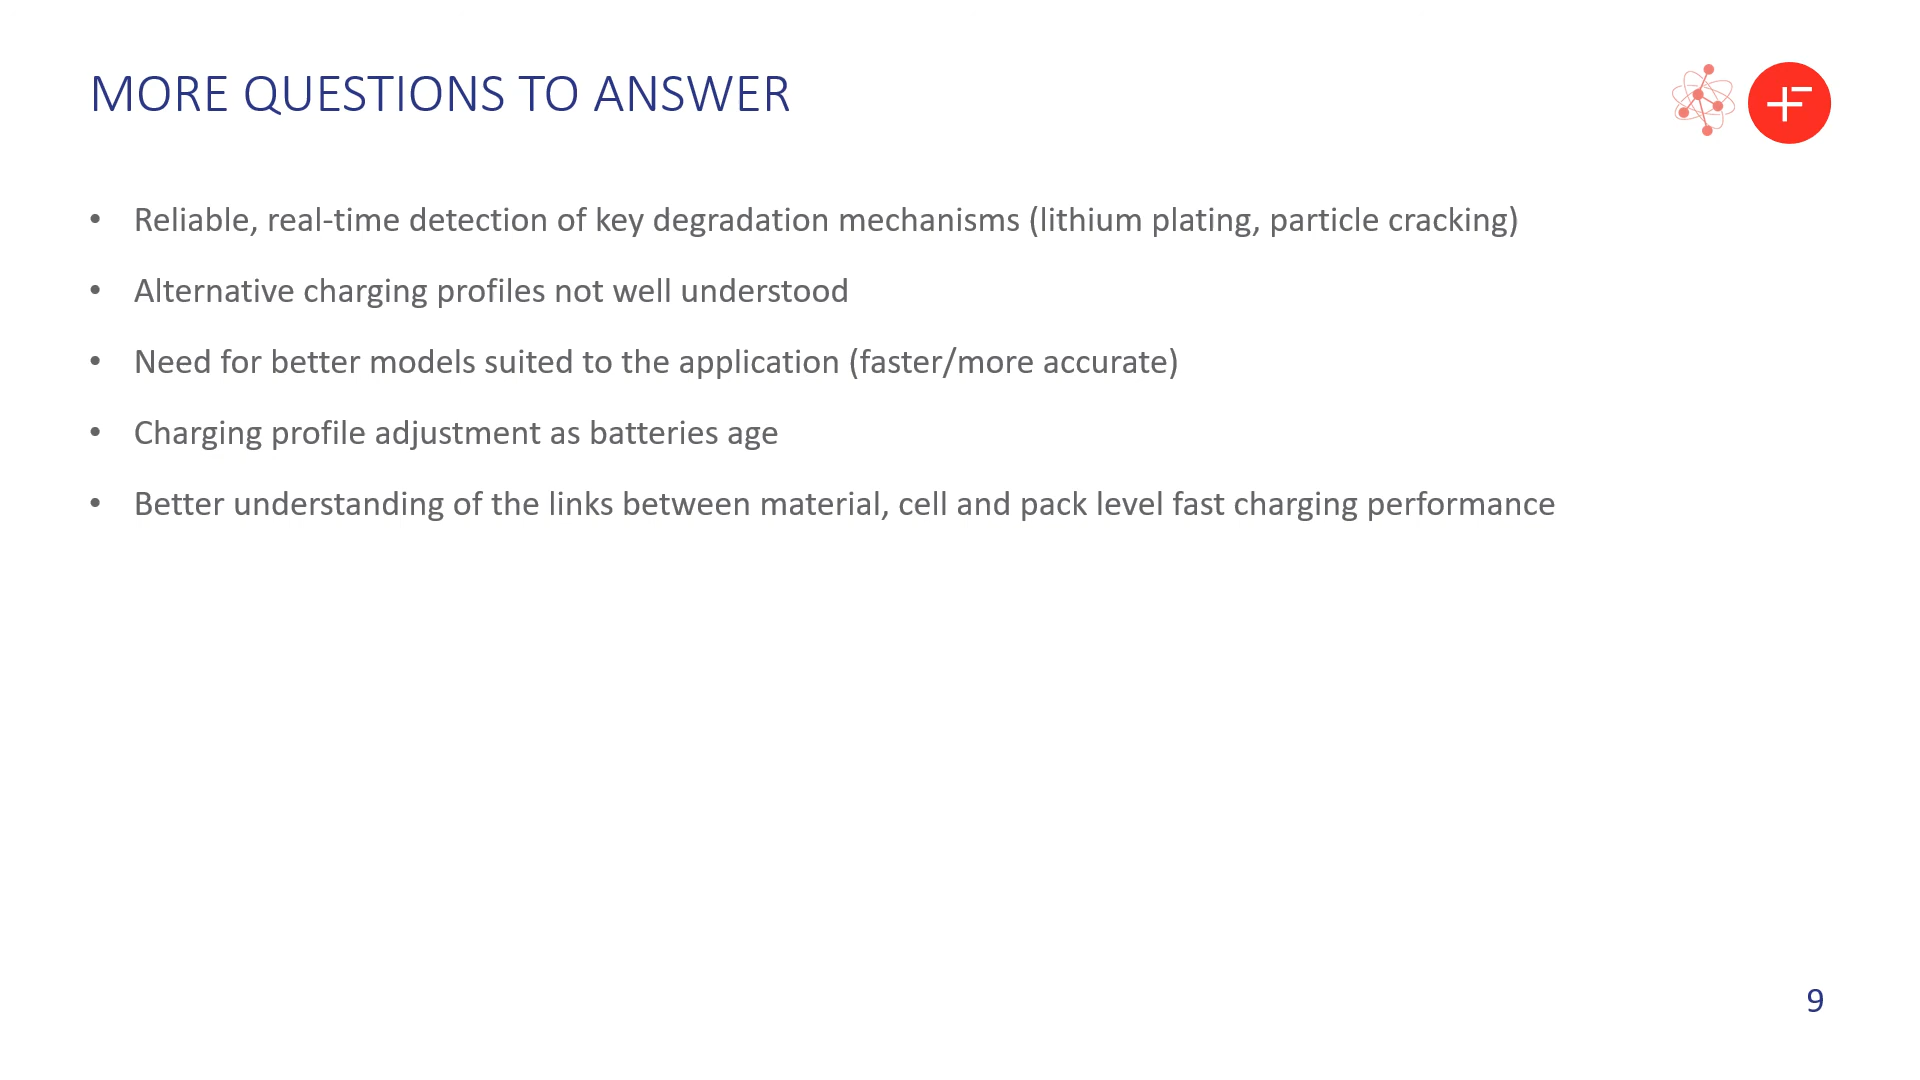 MORE QUESTIONS TO ANSWER
• Reliable, real-time detection of key degradation mechanisms (lithium plating, particle cracking)
• Alternative charging profiles not well understood
• Need for better models suited to the application (faster/more accurate)
• Charging profile adjustment as batteries age
• Better understanding of the links between material, cell and pack level fast charging performance
9